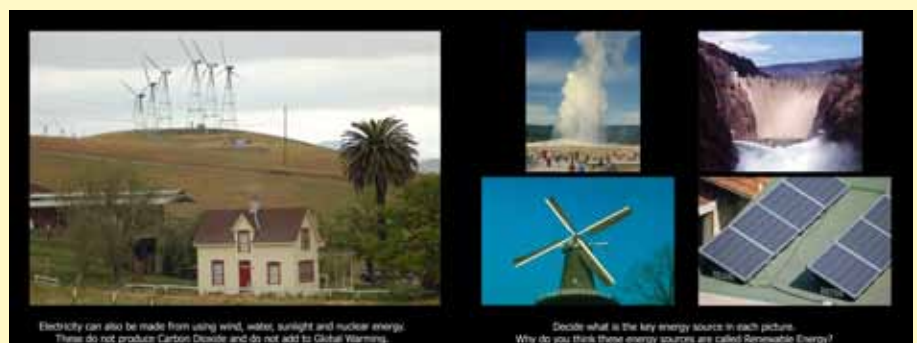 Electricity can also be made from using wind, water, sunlight and nuclear energy.
These do not produce Carbon Dioxide and do not add to Global Warming.
Decide what is the key energy source in each picture.
Why do you think these energy sources are called Renewable Energy?